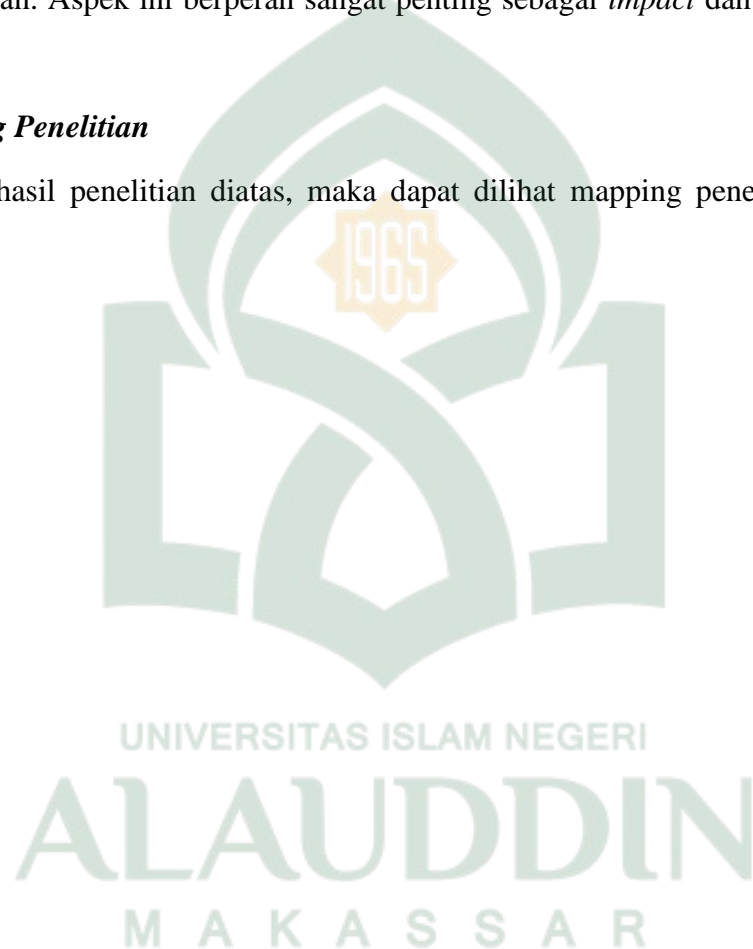 an. Aspek ini berperan sangat penting sebagai impact dan
g Penelitian
hasil penelitian diatas, maka dapat dilihat mapping pene
1965
UNIVERSITAS ISLAM NEGERI
ALAUDDIN
MAKASSAR